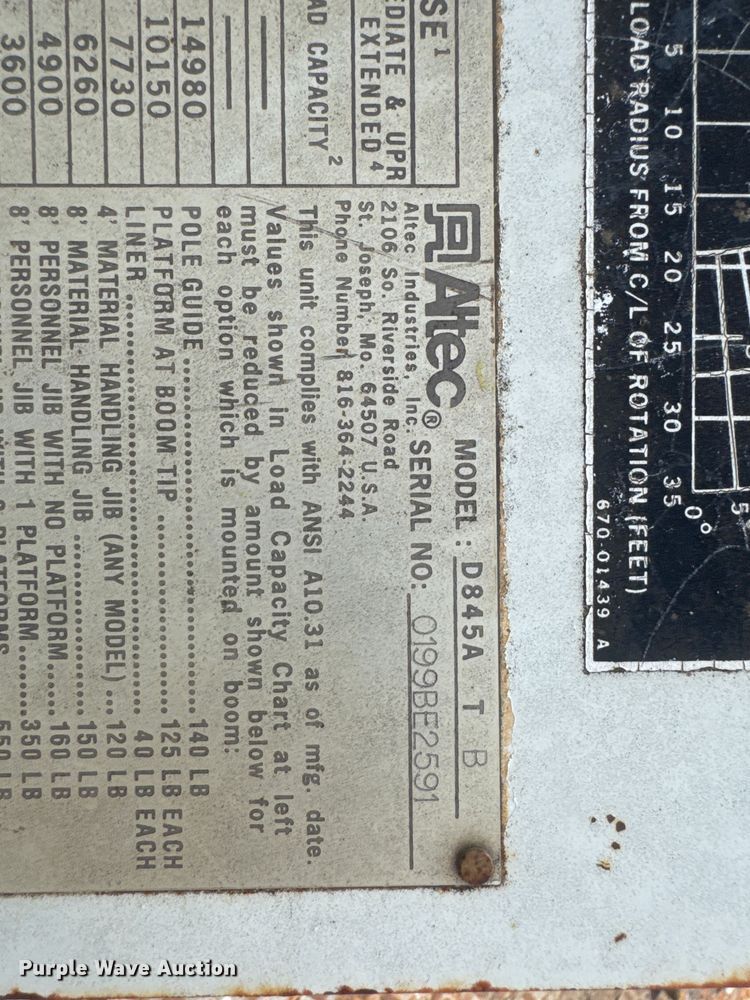 LOAD RADIUS FROM C/L OF ROTATION (FEET)
5 10 15 20 25 30 35
0°
5
670-01439 A
SE¹
DIATE & UPR
EXTENDED ⁴
AD CAPACITY ²
14980
10150
7730
6260
4900
3600
Altec®
MODEL: D845A T B
SERIAL NO: 0199BE2591
Altec Industries, Inc.
2106 So. Riverside Road
St. Joseph, Mo. 64507 U.S.A.
Phone Number 816-364-2244
This unit complies with ANSI A10.31 as of mfg. date.
Values shown in Load Capacity Chart at left
must be reduced by amount shown below for
each option which is mounted on boom:
POLE GUIDE 140 LB
PLATFORM AT BOOM TIP 125 LB EACH
LINER 40 LB EACH
4' MATERIAL HANDLING JIB (ANY MODEL) 120 LB
8' MATERIAL HANDLING JIB 150 LB
8' PERSONNEL JIB WITH NO PLATFORM 160 LB
8' PERSONNEL JIB WITH 1 PLATFORM 350 LB
Purple Wave Auction